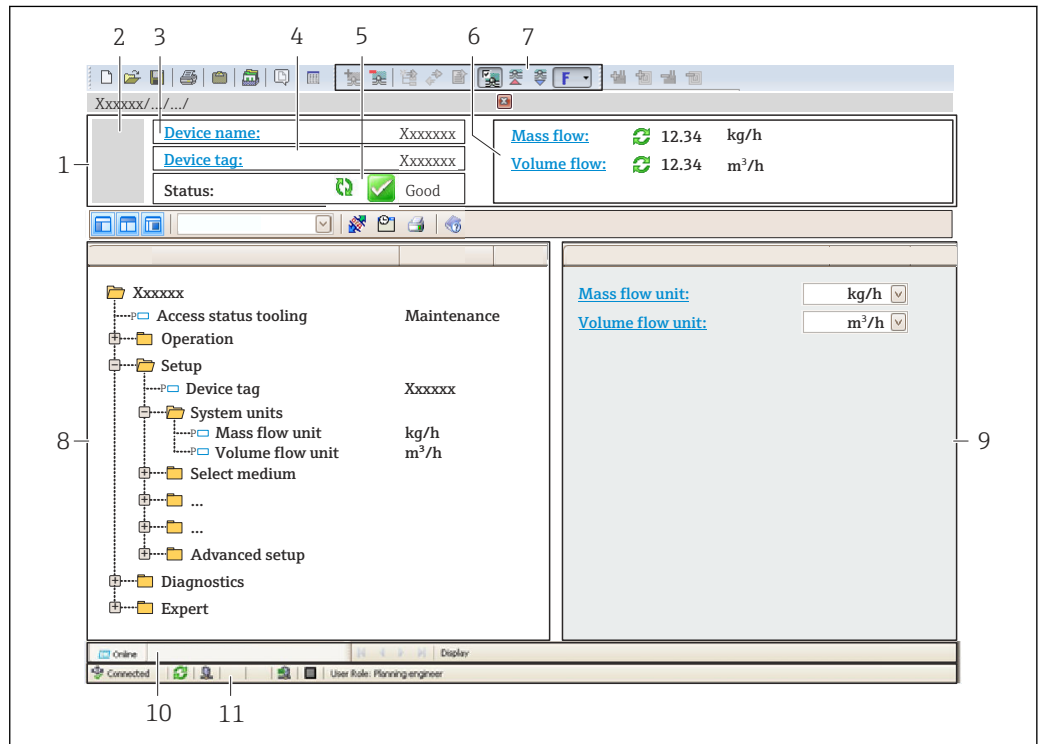 2 3 4 5 6 7
F
Xxxxxx/.../.../
1
Device name: Xxxxxxx
Device tag: Xxxxxxx
Status: Good
Mass flow: 12.34 kg/h
Volume flow: 12.34 m³/h
Xxxxxx
P Access status tooling Maintenance
Operation
Setup
P Device tag Xxxxxx
System units
P Mass flow unit kg/h
P Volume flow unit m³/h
Select medium
...
...
Advanced setup
Diagnostics
Expert
8
Mass flow unit: kg/h
Volume flow unit: m³/h
9
Online Display
Connected User Role: Planning engineer
10 11